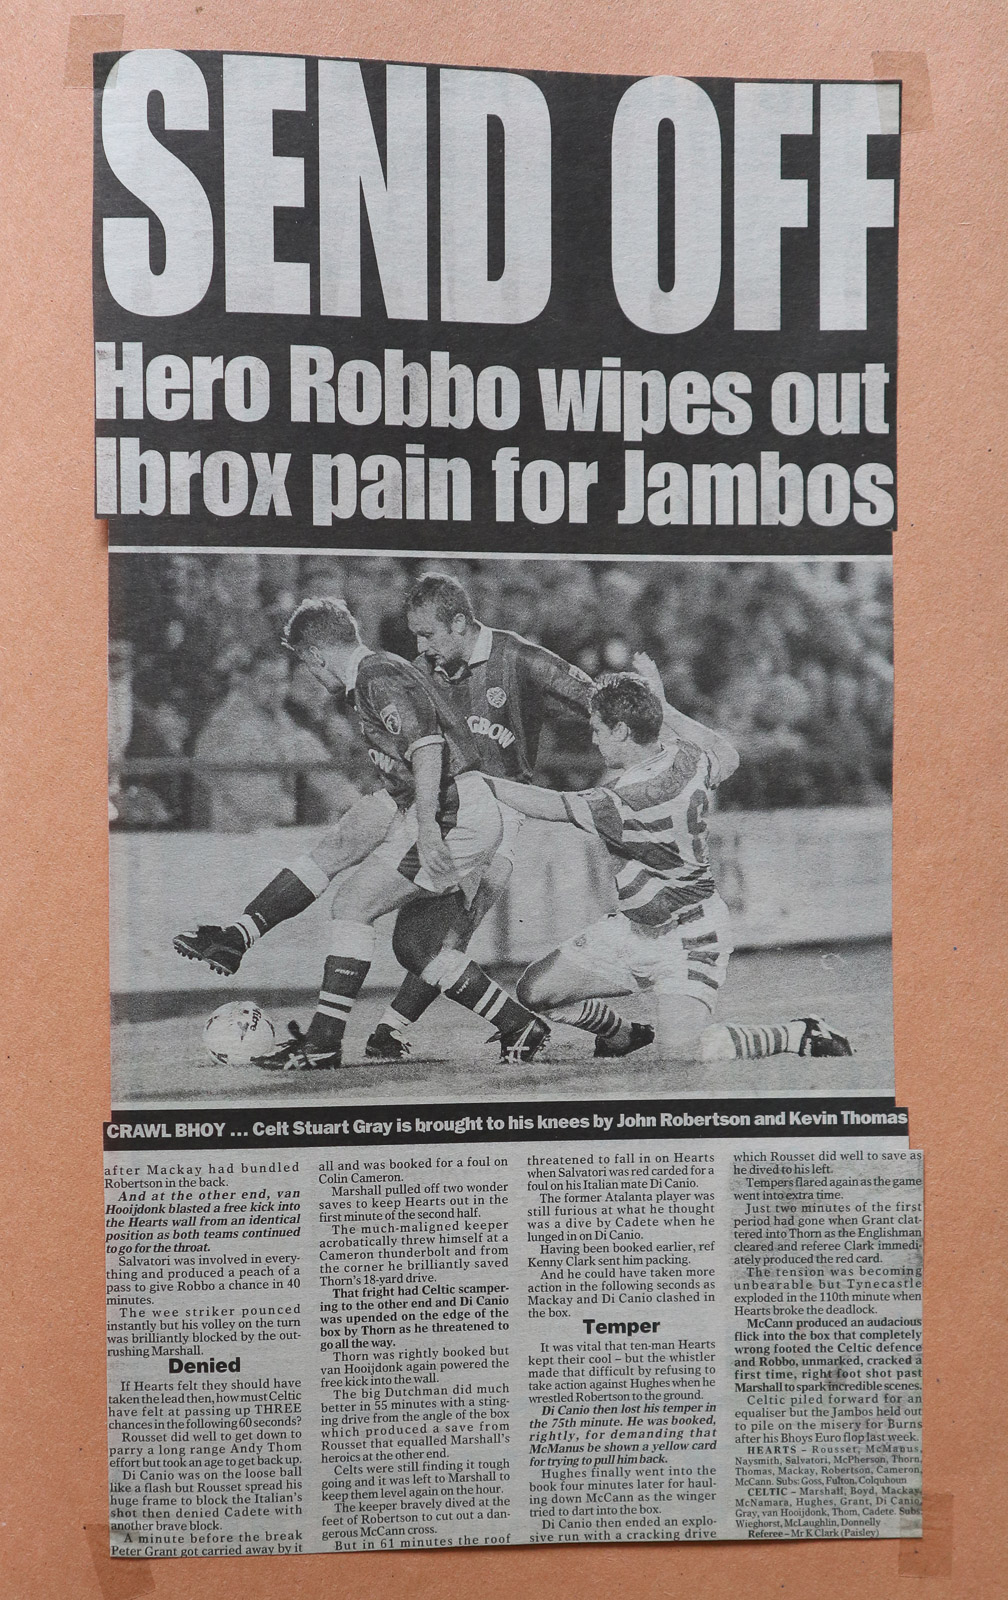 SEND OFF
Hero Robbo wipes out
Ibrox pain for Jambos
GBOW
OW
6
CRAWL BHOY ... Celt Stuart Gray is brought to his knees by John Robertson and Kevin Thomas
after Mackay had bundled
Robertson in the back.
And at the other end, van
Hooijdonk blasted a free kick into
the Hearts wall from an identical
position as both teams continued
to go for the throat.
Salvatori was involved in every-
thing and produced a peach of a
pass to give Robbo a chance in 40
minutes.
The wee striker pounced
instantly but his volley on the turn
was brilliantly blocked by the out-
rushing Marshall.
Denied
If Hearts felt they should have
taken the lead then, how must Celtic
have felt at passing up THREE
chances in the following 60 seconds?
Rousset did well to get down to
parry a long range Andy Thom
effort but took an age to get back up.
Di Canio was on the loose ball
like a flash but Rousset spread his
huge frame to block the Italian's
shot then denied Cadete with
another brave block.
A minute before the break
Peter Grant got carried away by it
all and was booked for a foul on
Colin Cameron.
Marshall pulled off two wonder
saves to keep Hearts out in the
first minute of the second half.
The much-maligned keeper
acrobatically threw himself at a
Cameron thunderbolt and from
the corner he brilliantly saved
Thorn's 18-yard drive.
That fright had Celtic scamper-
ing to the other end and Di Canio
was upended on the edge of the
box by Thorn as he threatened to
go all the way.
Thorn was rightly booked but
van Hooijdonk again powered the
free kick into the wall.
The big Dutchman did much
better in 55 minutes with a sting-
ing drive from the angle of the box
which produced a save from
Rousset that equalled Marshall's
heroics at the other end.
Celts were still finding it tough
going and it was left to Marshall to
keep them level again on the hour.
The keeper bravely dived at the
feet of Robertson to cut out a dan-
gerous McCann cross.
But in 61 minutes the roof
threatened to fall in on Hearts
when Salvatori was red carded for a
foul on his Italian mate Di Canio.
The former Atalanta player was
still furious at what he thought
was a dive by Cadete when he
lunged in on Di Canio.
Having been booked earlier, ref
Kenny Clark sent him packing.
And he could have taken more
action in the following seconds as
Mackay and Di Canio clashed in
the box.
Temper
It was vital that ten-man Hearts
kept their cool – but the whistler
made that difficult by refusing to
take action against Hughes when he
wrestled Robertson to the ground.
Di Canio then lost his temper in
the 75th minute. He was booked,
rightly, for demanding that
McManus be shown a yellow card
for trying to pull him back.
Hughes finally went into the
book four minutes later for haul-
ing down McCann as the winger
tried to dart into the box.
Di Canio then ended an explo-
sive run with a cracking drive
which Rousset did well to save as
he dived to his left.
Tempers flared again as the game
went into extra time.
Just two minutes of the first
period had gone when Grant clat-
tered into Thorn as the Englishman
cleared and referee Clark immedi-
ately produced the red card.
The tension was becoming
unbearable but Tynecastle
exploded in the 110th minute when
Hearts broke the deadlock.
McCann produced an audacious
flick into the box that completely
wrong footed the Celtic defence
and Robbo, unmarked, cracked a
first time, right foot shot past
Marshall to spark incredible scenes.
Celtic piled forward for an
equaliser but the Jambos held out
to pile on the misery for Burns
after his Bhoys Euro flop last week.
HEARTS – Rousset, McManus,
Naysmith, Salvatori, McPherson, Thorn,
Thomas, Mackay, Robertson, Cameron,
McCann. Subs: Goss, Fulton, Colquhoun
CELTIC – Marshall, Boyd, Mackay,
McNamara, Hughes, Grant, Di Canio,
Gray, van Hooijdonk, Thom, Cadete. Subs:
Wieghorst, McLaughlin, Donnelly
Referee – Mr K Clark (Paisley)